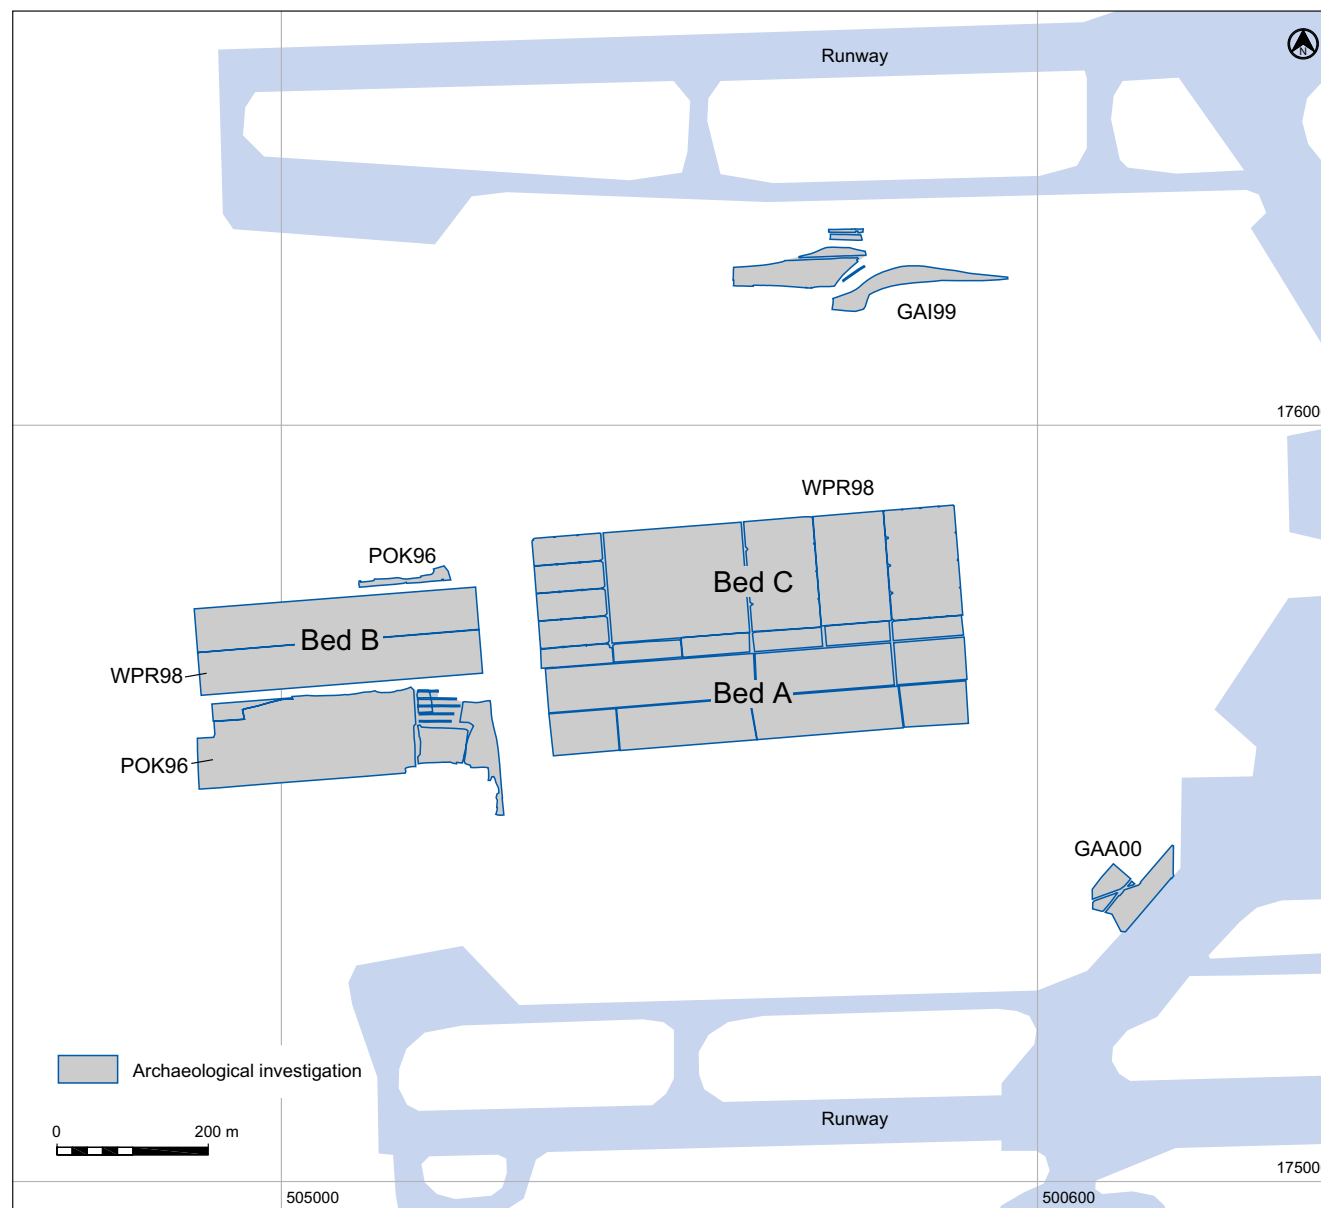 Runway
N
GAI99
17600
WPR98
POK96
Bed C
Bed B
WPR98
Bed A
POK96
GAA00
Archaeological investigation
Runway
0 200 m
17500
505000 500600